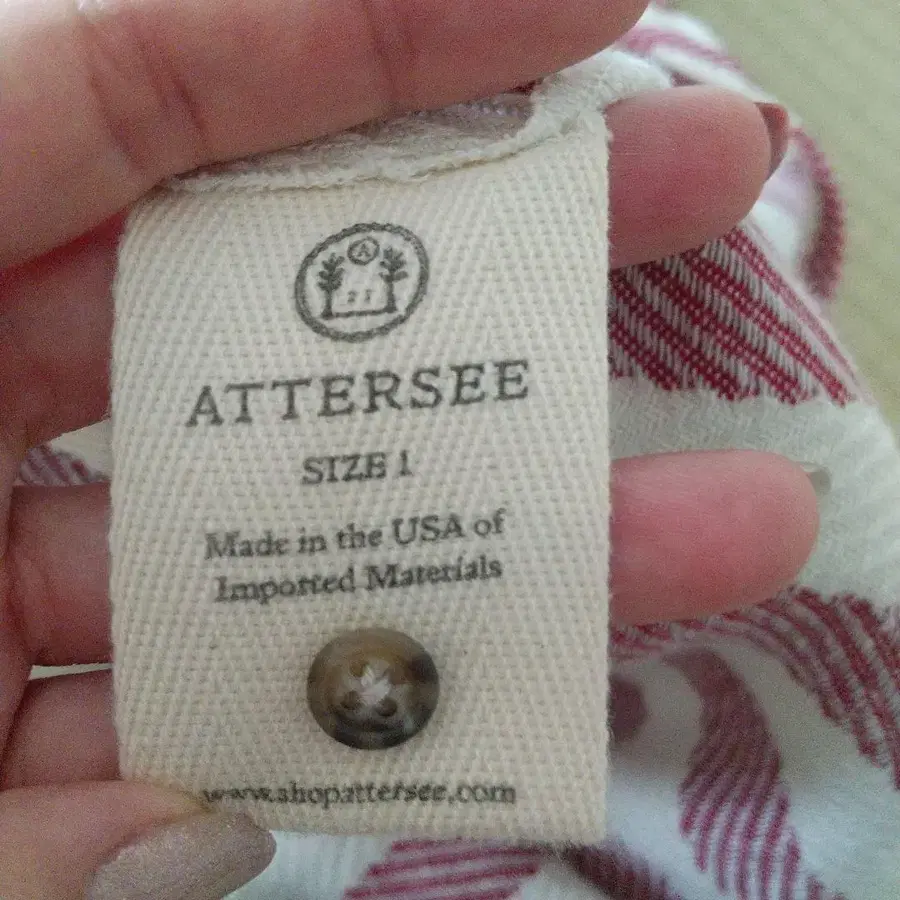 A
ATTERSEE
SIZE 1
Made in the USA of
Imported Materials
www.shopattersee.com